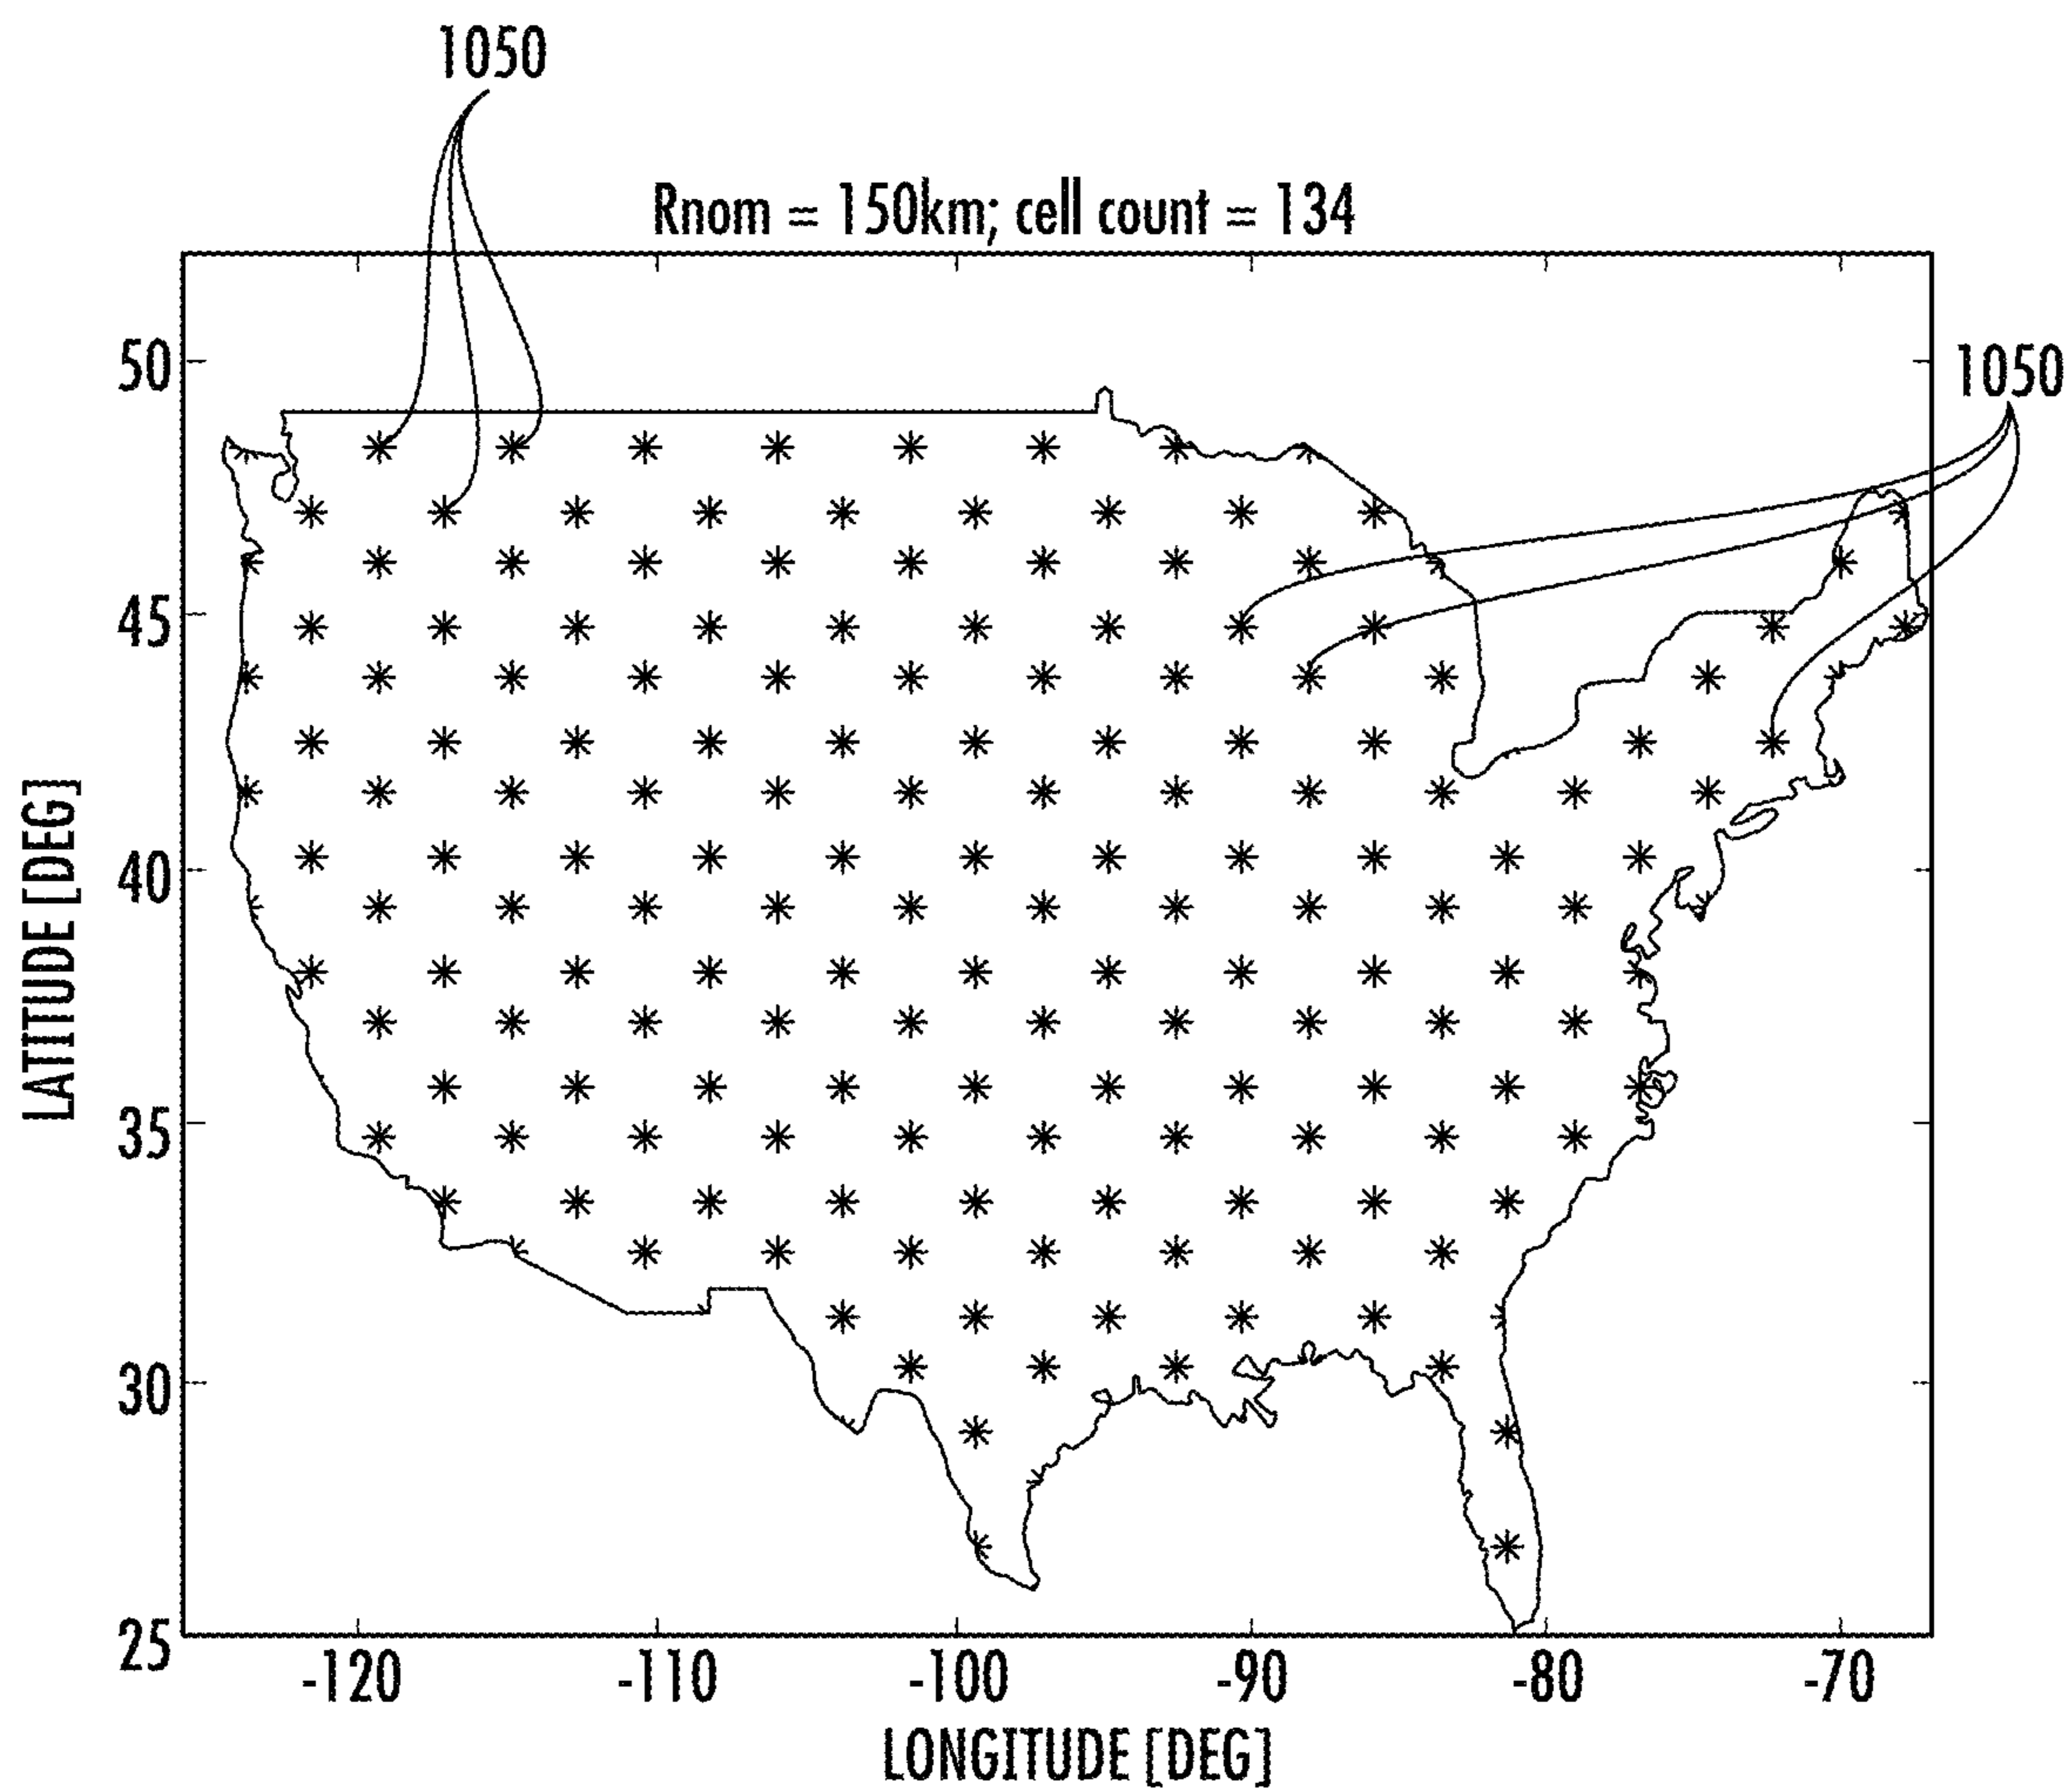 1050
Rnom = 150km; cell count = 134
1050
50
45
40
35
30
25
LATITUDE [DEG]
-120 -110 -100 -90 -80 -70
LONGITUDE [DEG]